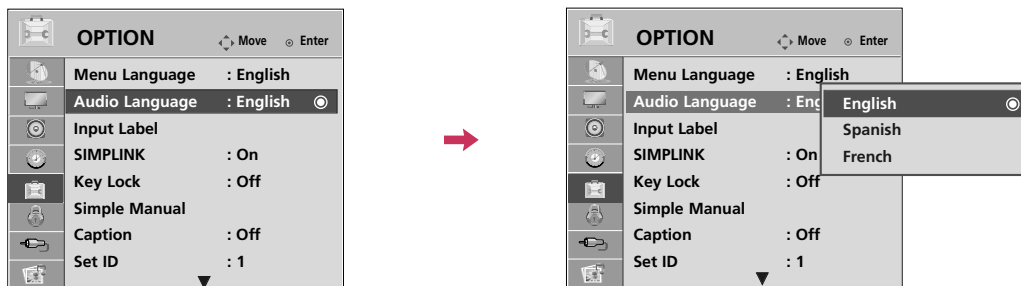 OPTION Move Enter
Menu Language : English
Audio Language : English
Input Label
SIMPLINK : On
Key Lock : Off
Simple Manual
Caption : Off
Set ID : 1
OPTION Move Enter
Menu Language : English
Audio Language : Eng
Input Label
SIMPLINK : On
Key Lock : Off
Simple Manual
Caption : Off
Set ID : 1
English
Spanish
French